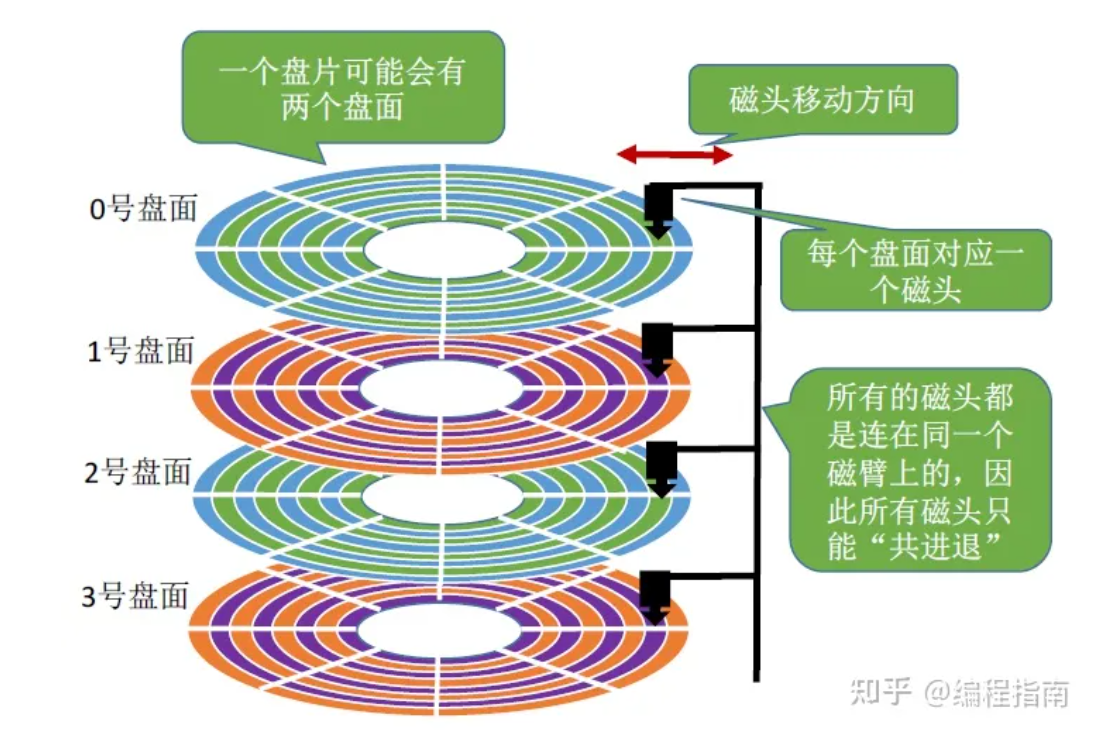 一个盘片可能会有
两个盘面
磁头移动方向
0号盘面
每个盘面对应一
个磁头
1号盘面
所有的磁头都
是连在同一个
磁臂上的，因
此所有磁头只
能“共进退”
2号盘面
3号盘面
知乎 @编程指南